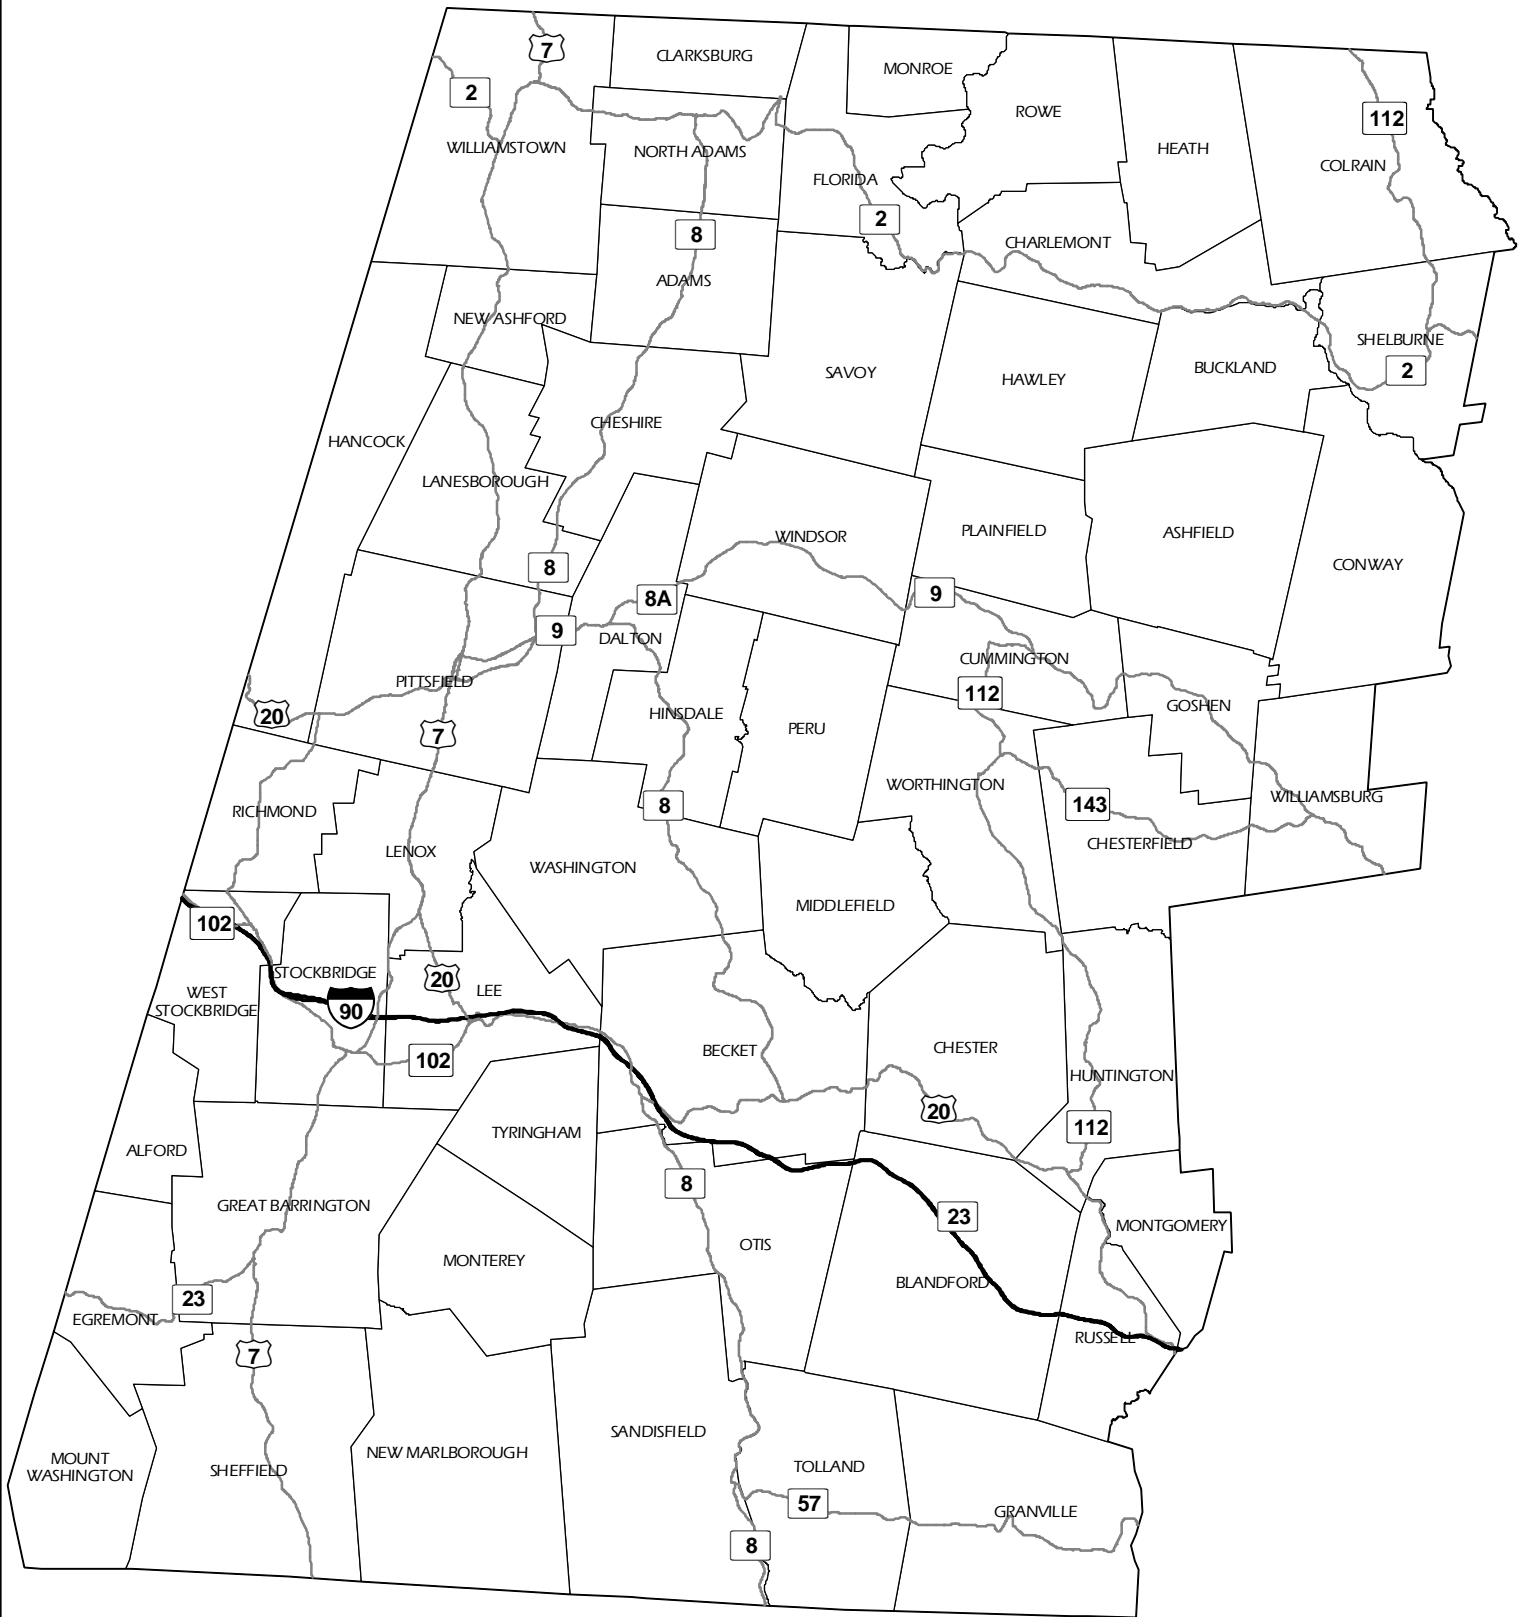 7
CLARKSBURG
MONROE
2
ROWE
112
WILLIAMSTOWN
NORTH ADAMS
HEATH
COLRAIN
FLORIDA
2
8
CHARLEMONT
ADAMS
NEW ASHFORD
SHELBURNE
2
SAVOY
HAWLEY
BUCKLAND
CHESHIRE
HANCOCK
LANESBOROUGH
WINDSOR
PLAINFIELD
ASHFIELD
CONWAY
8
8A
9
9
DALTON
CUMMINGTON
PITTSFIELD
112
20
HINSDALE
GOSHEN
7
PERU
WORTHINGTON
WILLIAMSBURG
8
143
RICHMOND
CHESTERFIELD
LENOX
WASHINGTON
MIDDLEFIELD
102
STOCKBRIDGE
20
LEE
WEST
STOCKBRIDGE
90
102
BECKET
CHESTER
HUNTINGTON
20
112
TYRINGHAM
ALFORD
8
GREAT BARRINGTON
23
MONTGOMERY
OTIS
MONTEREY
BLANDFORD
23
EGREMONT
RUSSELL
7
SANDISFIELD
MOUNT
WASHINGTON
NEW MARLBOROUGH
SHEFFIELD
TOLLAND
57
GRANVILLE
8